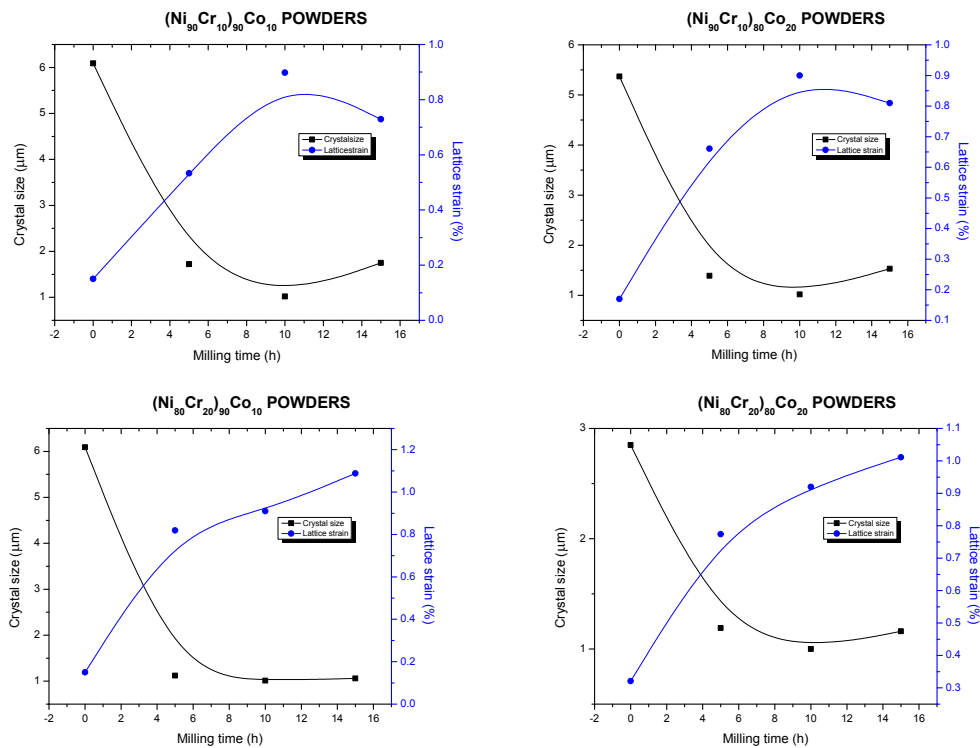 (Ni90Cr10)90Co10 POWDERS
Crystal size (μm)
6
5
4
3
2
1
1.0
0.8
0.6
0.4
0.2
0.0
Lattice strain (%)
Crystalsize
Latticestrain
-2 0 2 4 6 8 10 12 14 16
Milling time (h)
(Ni90Cr10)80Co20 POWDERS
Crystal size (μm)
6
5
4
3
2
1
1.0
0.9
0.8
0.7
0.6
0.5
0.4
0.3
0.2
0.1
Lattice strain (%)
Crystal size
Lattice strain
-2 0 2 4 6 8 10 12 14 16
Milling time (h)
(Ni80Cr20)90Co10 POWDERS
Crystal size (μm)
6
5
4
3
2
1
1.2
1.0
0.8
0.6
0.4
0.2
0.0
Lattice strain (%)
Crystal size
Lattice strain
-2 0 2 4 6 8 10 12 14 16
Milling time (h)
(Ni80Cr20)80Co20 POWDERS
Crystal size (μm)
3
2
1
1.1
1.0
0.9
0.8
0.7
0.6
0.5
0.4
0.3
Lattice strain (%)
Crystal size
Lattice strain
-2 0 2 4 6 8 10 12 14 16
Milling time (h)